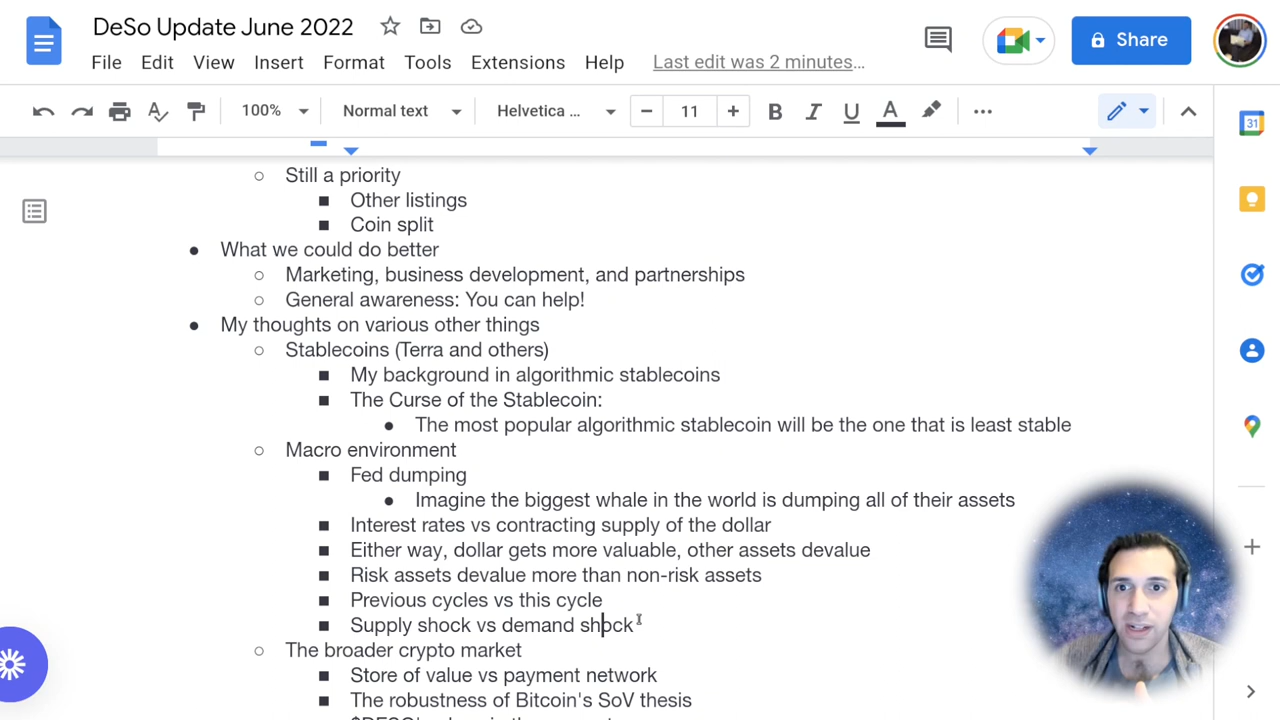 DeSo Update June 2022
File Edit View Insert Format Tools Extensions Help Last edit was 2 minutes…
Share
100% Normal text Helvetica ... 11 B I U A
31
Still a priority
Other listings
Coin split
What we could do better
Marketing, business development, and partnerships
General awareness: You can help!
My thoughts on various other things
Stablecoins (Terra and others)
My background in algorithmic stablecoins
The Curse of the Stablecoin:
The most popular algorithmic stablecoin will be the one that is least stable
Macro environment
Fed dumping
Imagine the biggest whale in the world is dumping all of their assets
Interest rates vs contracting supply of the dollar
Either way, dollar gets more valuable, other assets devalue
Risk assets devalue more than non-risk assets
Previous cycles vs this cycle
Supply shock vs demand shock
The broader crypto market
Store of value vs payment network
The robustness of Bitcoin's SoV thesis